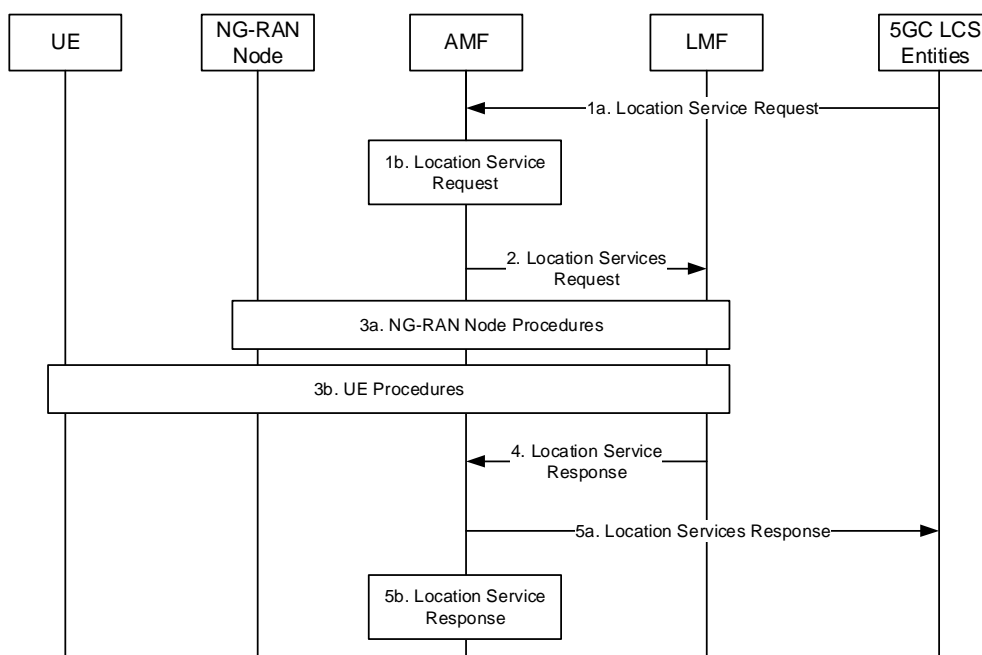 UE
NG-RAN
Node
AMF
LMF
5GC LCS
Entities
1a. Location Service Request
1b. Location Service
Request
2. Location Services
Request
3a. NG-RAN Node Procedures
3b. UE Procedures
4. Location Service
Response
5a. Location Services Response
5b. Location Service
Response